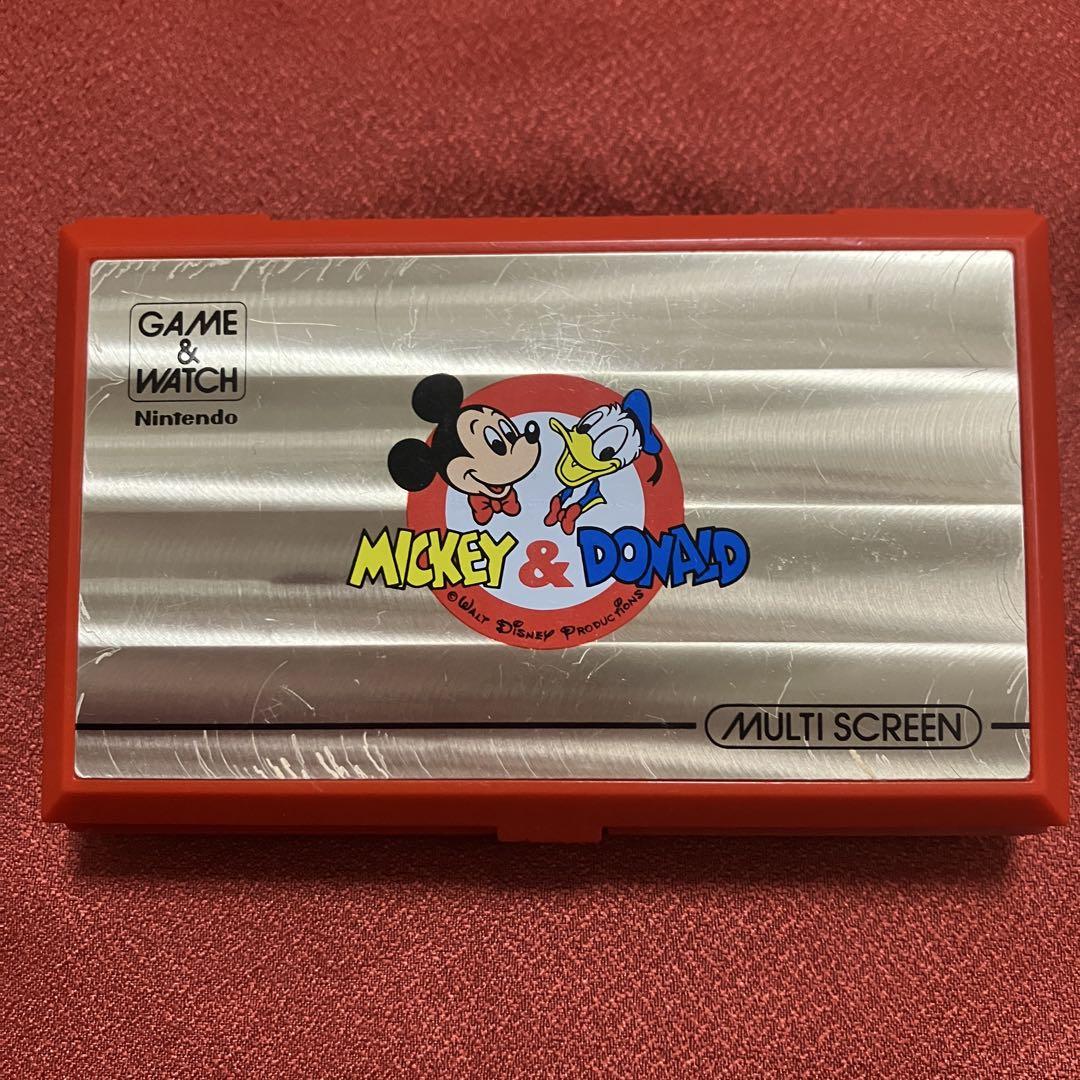 GAME
&
WATCH
Nintendo
MICKEY & DONALD
© WALT DISNEY PRODUCTIONS
MULTI SCREEN